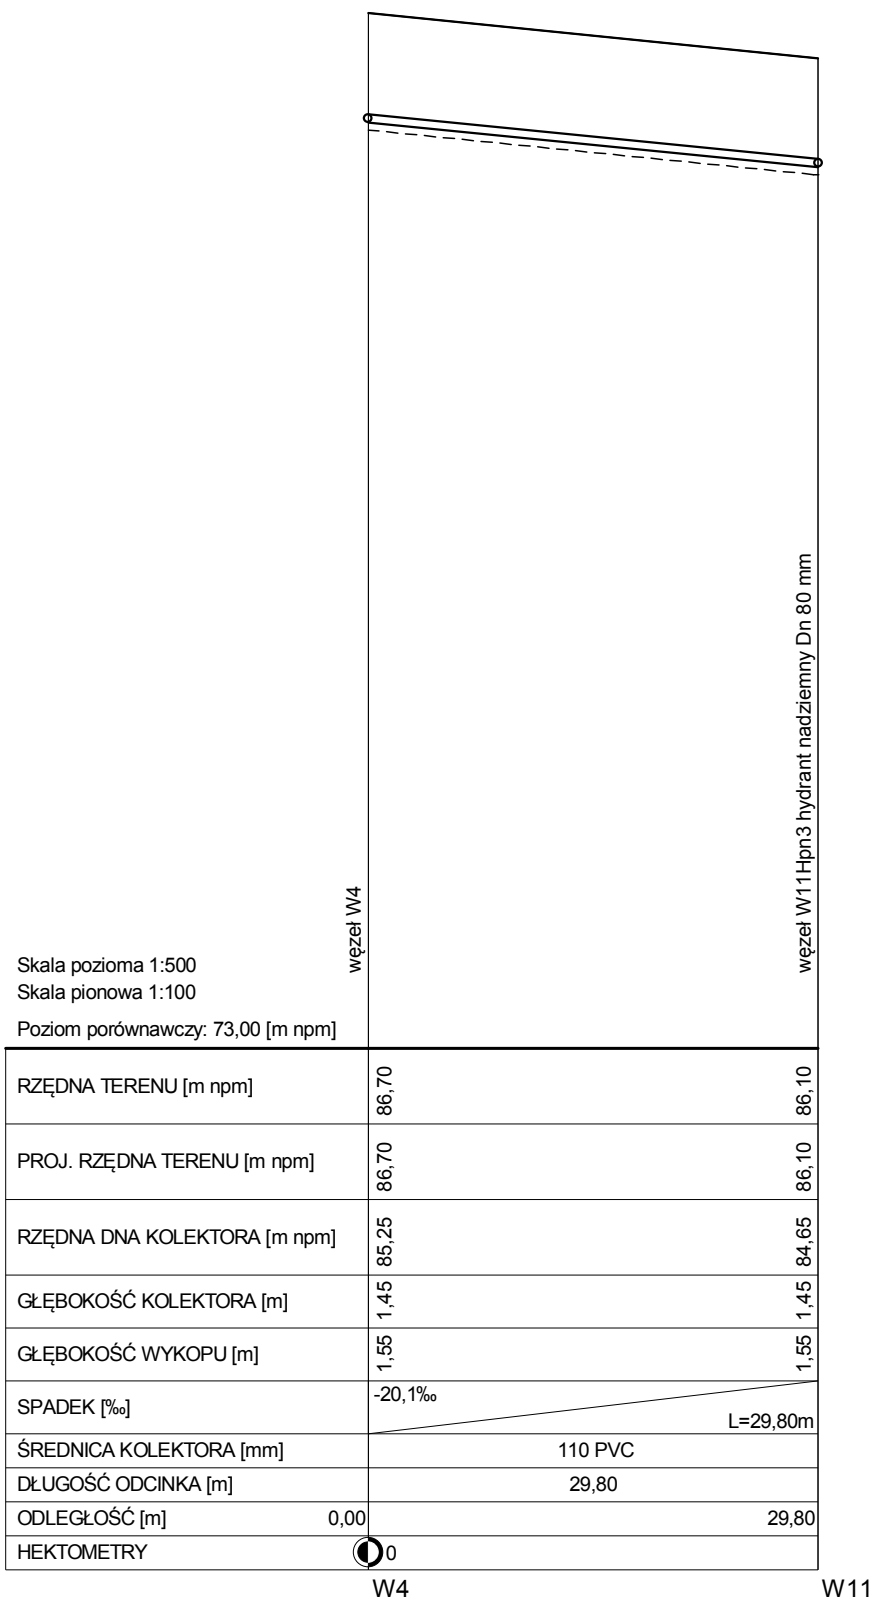 węzeł W4
węzeł W11Hpn3 hydrant nadziemny Dn 80 mm
Skala pozioma 1:500
Skala pionowa 1:100
Poziom porównawczy: 73,00 [m npm]
RZĘDNA TERENU [m npm] 86,70 86,10
PROJ. RZĘDNA TERENU [m npm] 86,70 86,10
RZĘDNA DNA KOLEKTORA [m npm] 85,25 84,65
GŁĘBOKOŚĆ KOLEKTORA [m] 1,45 1,45
GŁĘBOKOŚĆ WYKOPU [m] 1,55 1,55
SPADEK [‰] -20,1‰ L=29,80m
ŚREDNICA KOLEKTORA [mm] 110 PVC
DŁUGOŚĆ ODCINKA [m] 29,80
ODLEGŁOŚĆ [m] 0,00 29,80
HEKTOMETRY 0
W4 W11